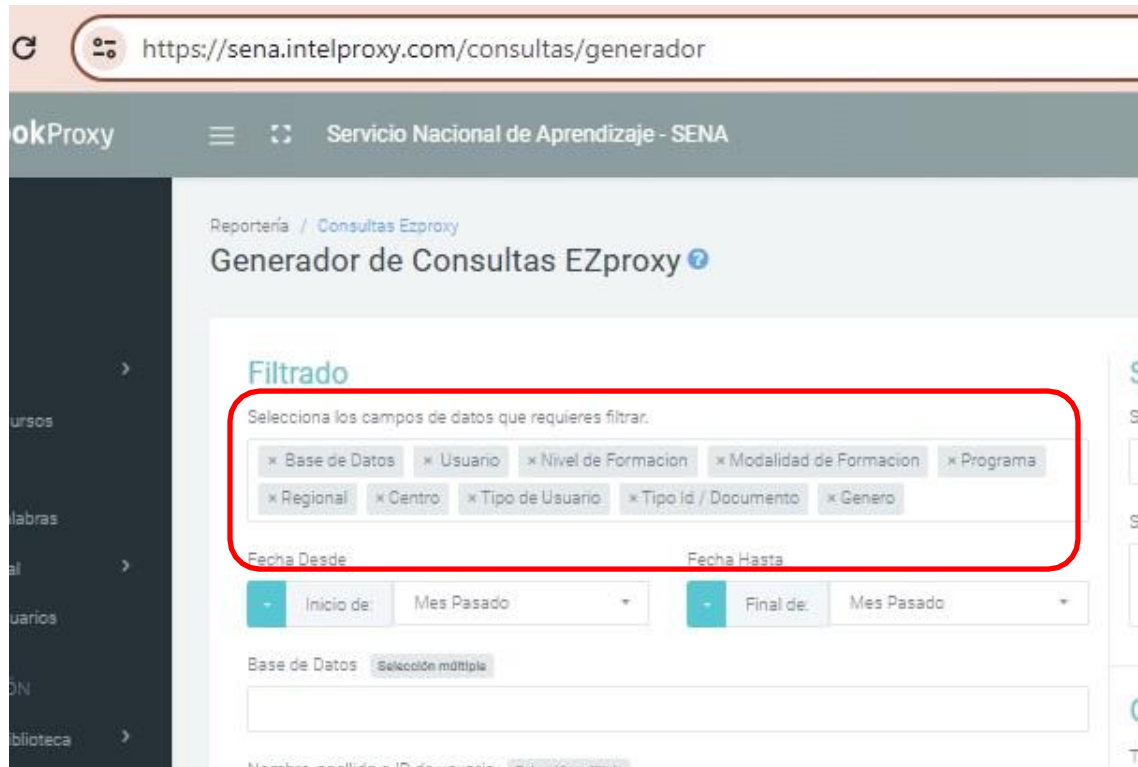 https://sena.intelproxy.com/consultas/generador
okProxy
Servicio Nacional de Aprendizaje - SENA
Reportería / Consultas Ezproxy
Generador de Consultas EZproxy
Filtrado
Selecciona los campos de datos que requieres filtrar.
× Base de Datos × Usuario × Nivel de Formacion × Modalidad de Formacion × Programa
× Regional × Centro × Tipo de Usuario × Tipo Id / Documento × Genero
Fecha Desde Fecha Hasta
Inicio de: Mes Pasado Final de: Mes Pasado
Base de Datos Selección múltiple
ursos
labras
al
uarios
ÓN
iblioteca